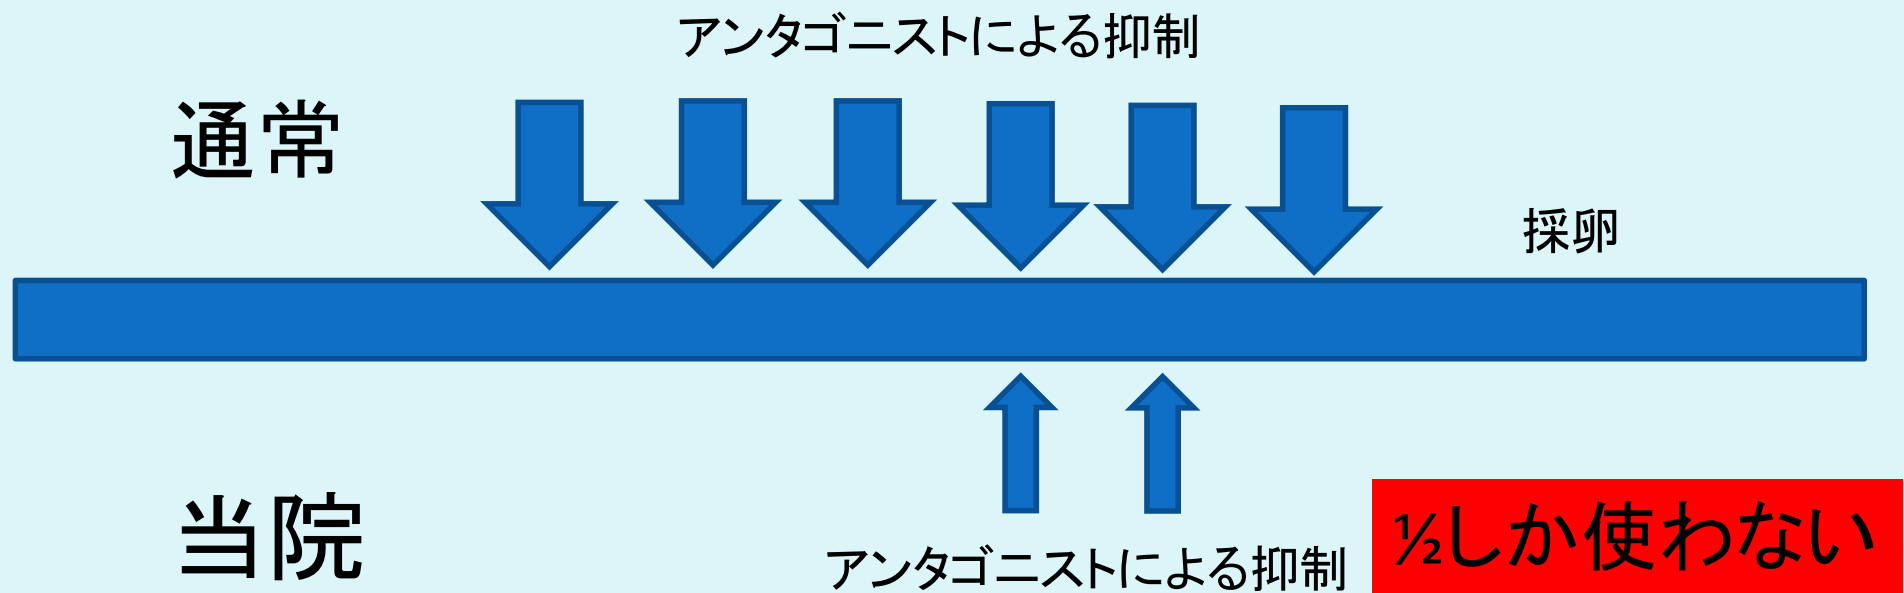 アンタゴニストによる抑制
通常
採卵
当院
アンタゴニストによる抑制
½しか使わない